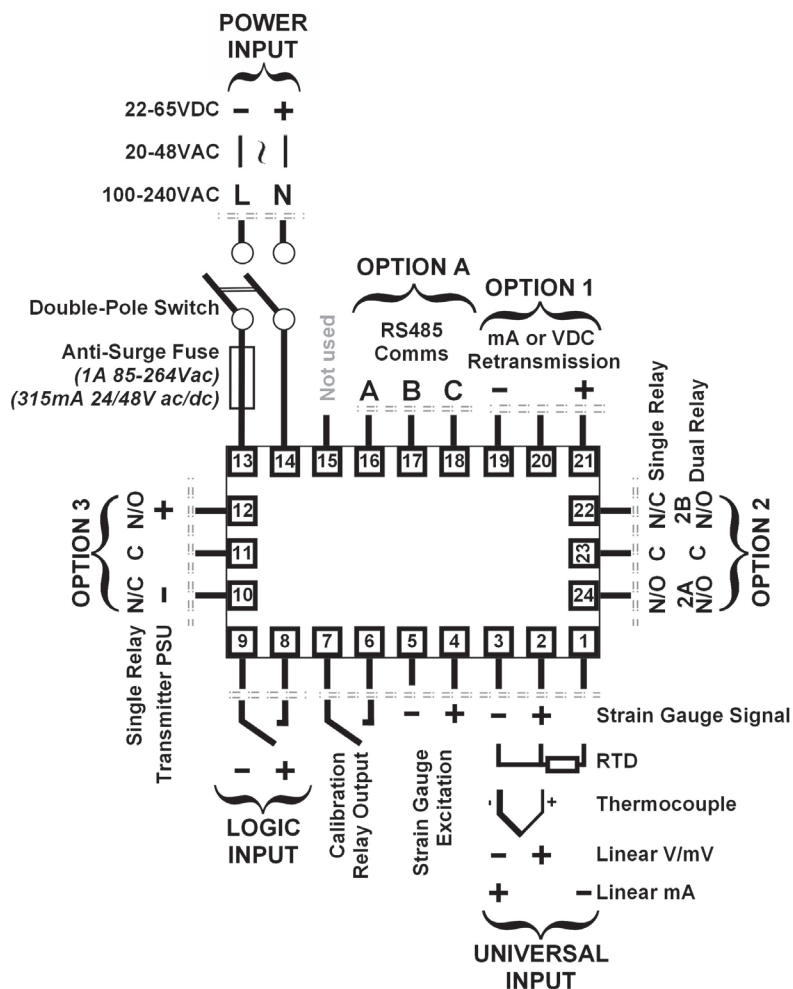 POWER
INPUT
22-65VDC − +
20-48VAC ~
100-240VAC L N
Double-Pole Switch
Anti-Surge Fuse
(1A 85-264Vac)
(315mA 24/48V ac/dc)
Not used
OPTION A
RS485
Comms
A B C
OPTION 1
mA or VDC
Retransmission
− +
13 14 15 16 17 18 19 20 21
OPTION 3
N/O + 12
C 11
N/C − 10
Single Relay
Transmitter PSU
Single Relay
Dual Relay
22 N/C 2B N/O
23 C C
24 N/O 2A N/O
OPTION 2
9 8 7 6 5 4 3 2 1
− +
LOGIC
INPUT
Calibration
Relay Output
− +
Strain Gauge
Excitation
− + Strain Gauge Signal
RTD
- + Thermocouple
− + Linear V/mV
+ − Linear mA
UNIVERSAL
INPUT